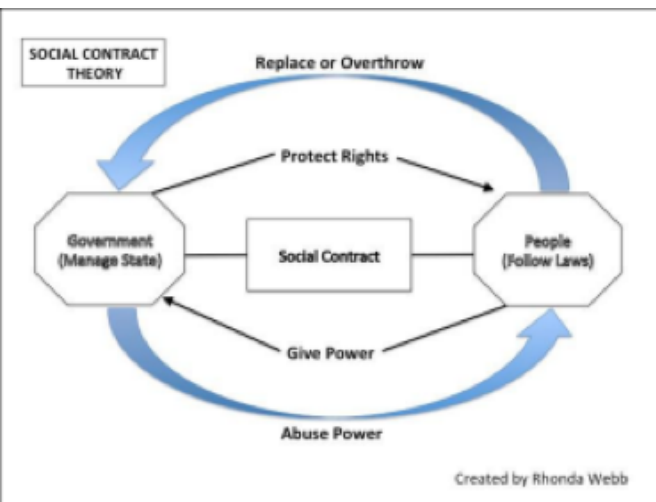 SOCIAL CONTRACT
THEORY
Replace or Overthrow
Protect Rights
Government
(Manage State)
Social Contract
People
(Follow Laws)
Give Power
Abuse Power
Created by Rhonda Webb